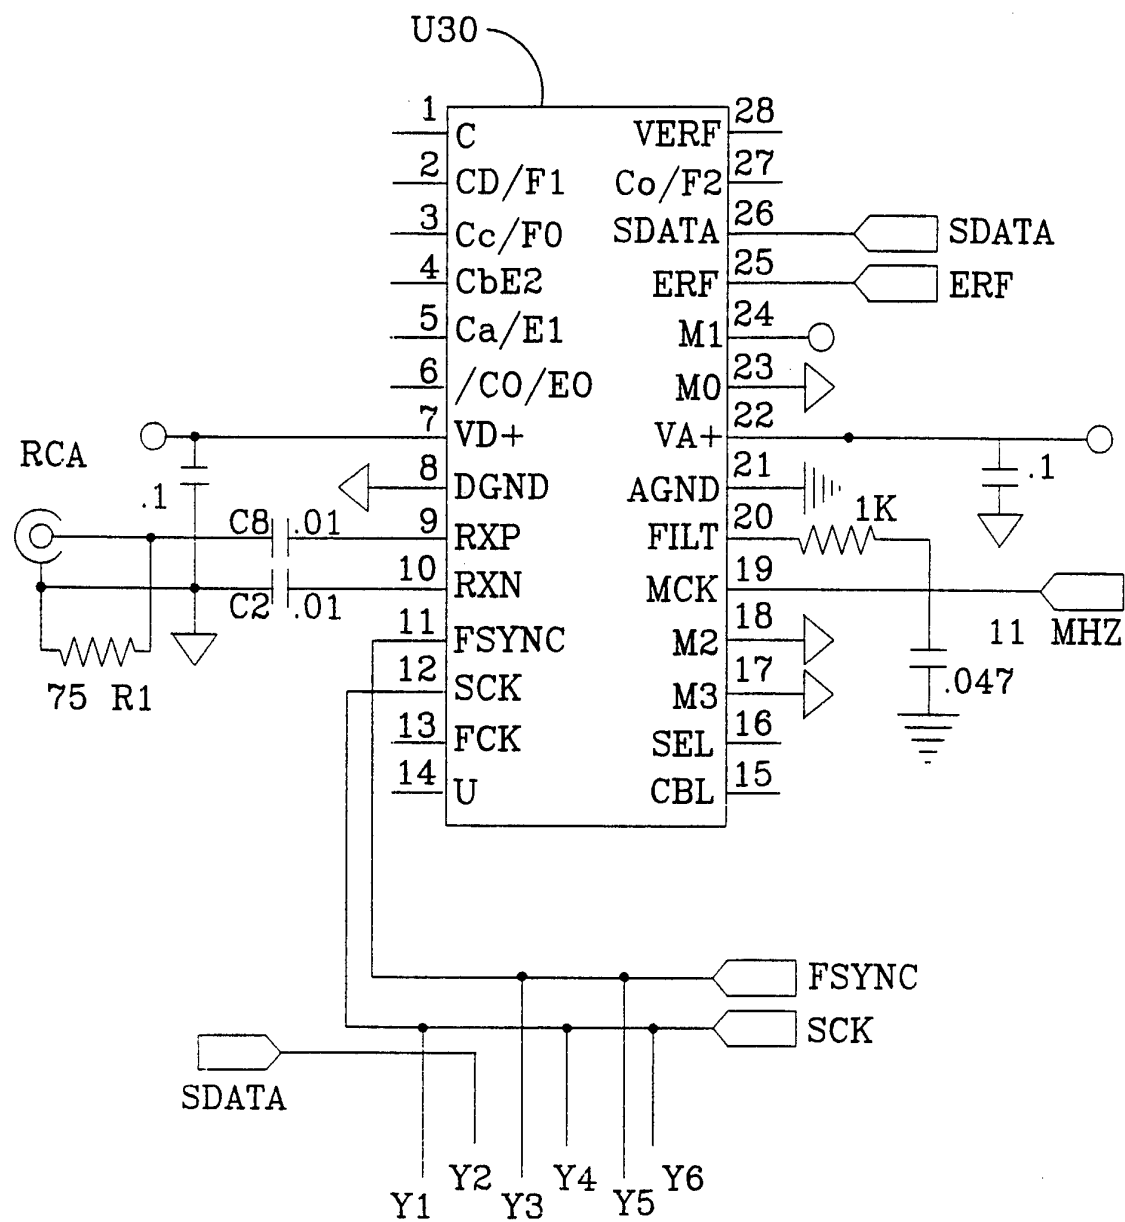 U30
1 C VERF 28
2 CD/F1 Co/F2 27
3 Cc/F0 SDATA 26 SDATA
4 CbE2 ERF 25 ERF
5 Ca/E1 M1 24
6 /C0/E0 M0 23
7 VD+ VA+ 22
RCA
.1
8 DGND AGND 21
.1
C8 .01 9 RXP FILT 20 1K
C2 .01 10 RXN MCK 19
11 MHZ
11 FSYNC M2 18
75 R1
12 SCK M3 17
.047
13 FCK SEL 16
14 U CBL 15
FSYNC
SCK
SDATA
Y1 Y2 Y3 Y4 Y5 Y6